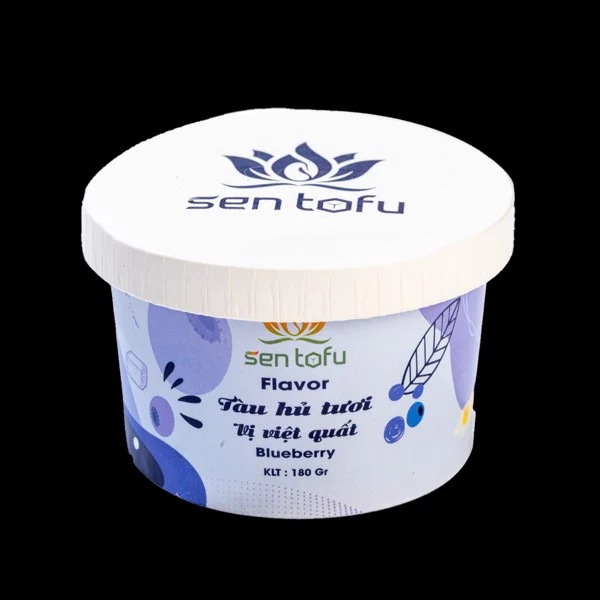 sen tofu
sen tofu
Flavor
Tàu hủ tươi
Vị việt quất
Blueberry
KLT : 180 Gr